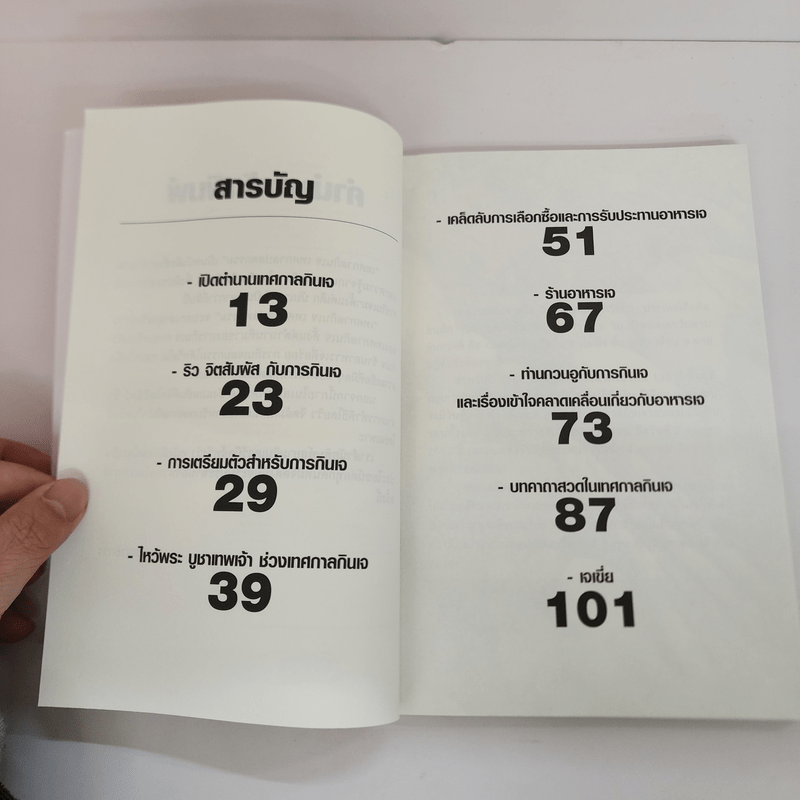 สารบัญ
- เปิดตำนานเทศกาลกินเจ
13
- ริว จิตสัมผัส กับการกินเจ
23
- การเตรียมตัวสำหรับการกินเจ
29
- ไหว้พระ บูชาเทพเจ้า ช่วงเทศกาลกินเจ
39
- เคล็ดลับการเลือกซื้อและการรับประทานอาหารเจ
51
- ร้านอาหารเจ
67
- ท่านกวนอูกับการกินเจ
และเรื่องเข้าใจคลาดเคลื่อนเกี่ยวกับอาหารเจ
73
- บทคาถาสวดในเทศกาลกินเจ
87
- เจเขี่ย
101